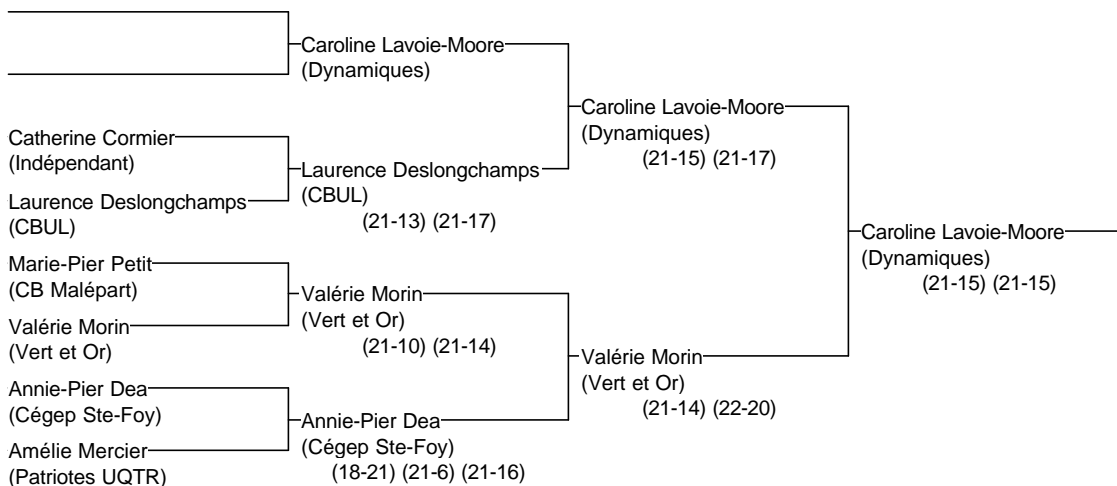 Caroline Lavoie-Moore
(Dynamiques)
Caroline Lavoie-Moore
(Dynamiques)
(21-15) (21-17)
Catherine Cormier
(Indépendant)
Laurence Deslongchamps
(CBUL)
(21-13) (21-17)
Laurence Deslongchamps
(CBUL)
Caroline Lavoie-Moore
(Dynamiques)
(21-15) (21-15)
Marie-Pier Petit
(CB Malépart)
Valérie Morin
(Vert et Or)
(21-10) (21-14)
Valérie Morin
(Vert et Or)
Valérie Morin
(Vert et Or)
(21-14) (22-20)
Annie-Pier Dea
(Cégep Ste-Foy)
Annie-Pier Dea
(Cégep Ste-Foy)
(18-21) (21-6) (21-16)
Amélie Mercier
(Patriotes UQTR)